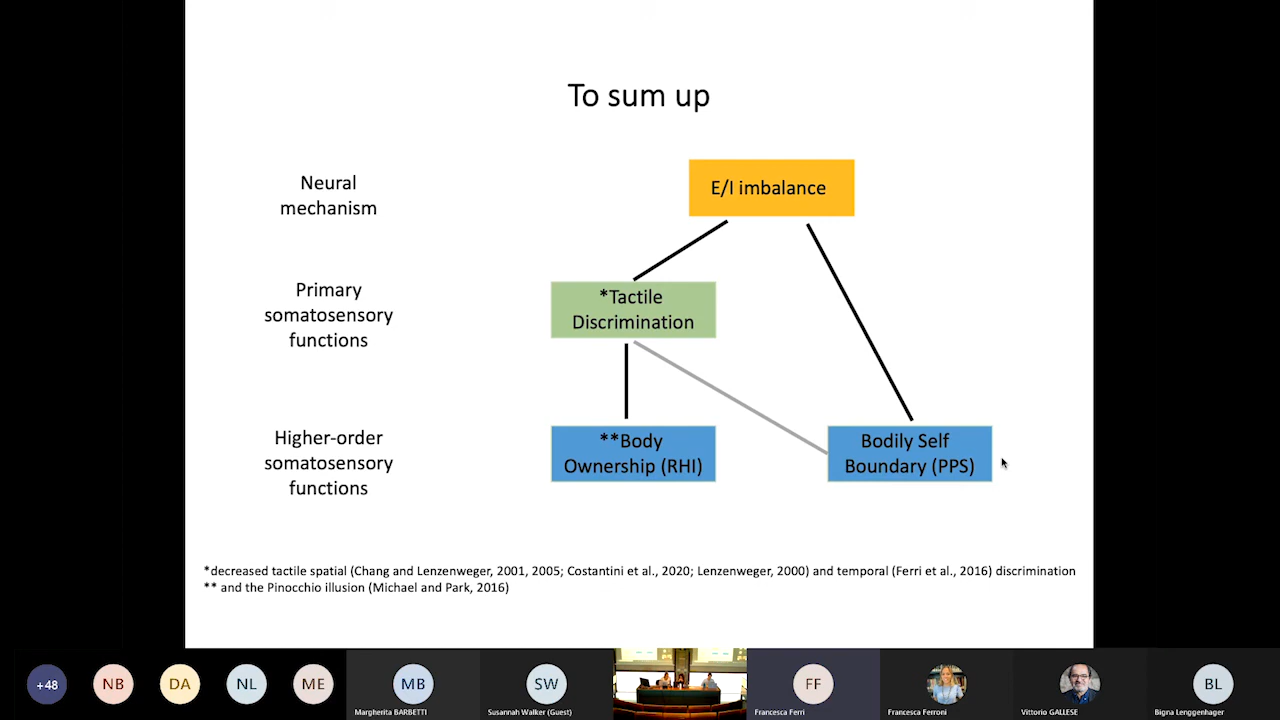 To sum up
Neural
mechanism
E/I imbalance
Primary
somatosensory
functions
*Tactile
Discrimination
Higher-order
somatosensory
functions
**Body
Ownership (RHI)
Bodily Self
Boundary (PPS)
*decreased tactile spatial (Chang and Lenzenweger, 2001, 2005; Costantini et al., 2020; Lenzenweger, 2000) and temporal (Ferri et al., 2016) discrimination
** and the Pinocchio illusion (Michael and Park, 2016)
+48
NB
DA
NL
ME
MB
Margherita BARBETTI
SW
Susannah Walker (Guest)
FF
Francesca Ferri
Francesca Ferroni
Vittorio GALLESE
BL
Bigna Lenggenhager